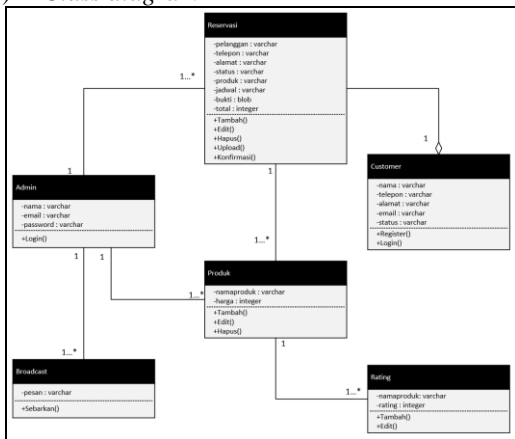 Reservasi
-pelanggan : varchar
-telepon : varchar
-alamat : varchar
-status : varchar
-produk : varchar
-jadwal : varchar
-bukti : blob
-total : integer
+Tambah()
+Edit()
+Hapus()
+Upload()
+Konfirmasi()
1...*
1
1
1
Customer
-nama : varchar
-telepon : varchar
-alamat : varchar
-email : varchar
-status : varchar
+Register()
+Login()
Admin
-nama : varchar
-email : varchar
-password : varchar
+Login()
1
1
1...*
1...*
Produk
-namaproduk : varchar
-harga : integer
+Tambah()
+Edit()
+Hapus()
1
1...*
1...*
Broadcast
-pesan : varchar
+Sebarkan()
Rating
-namaproduk: varchar
-rating : integer
+Tambah()
+Edit()